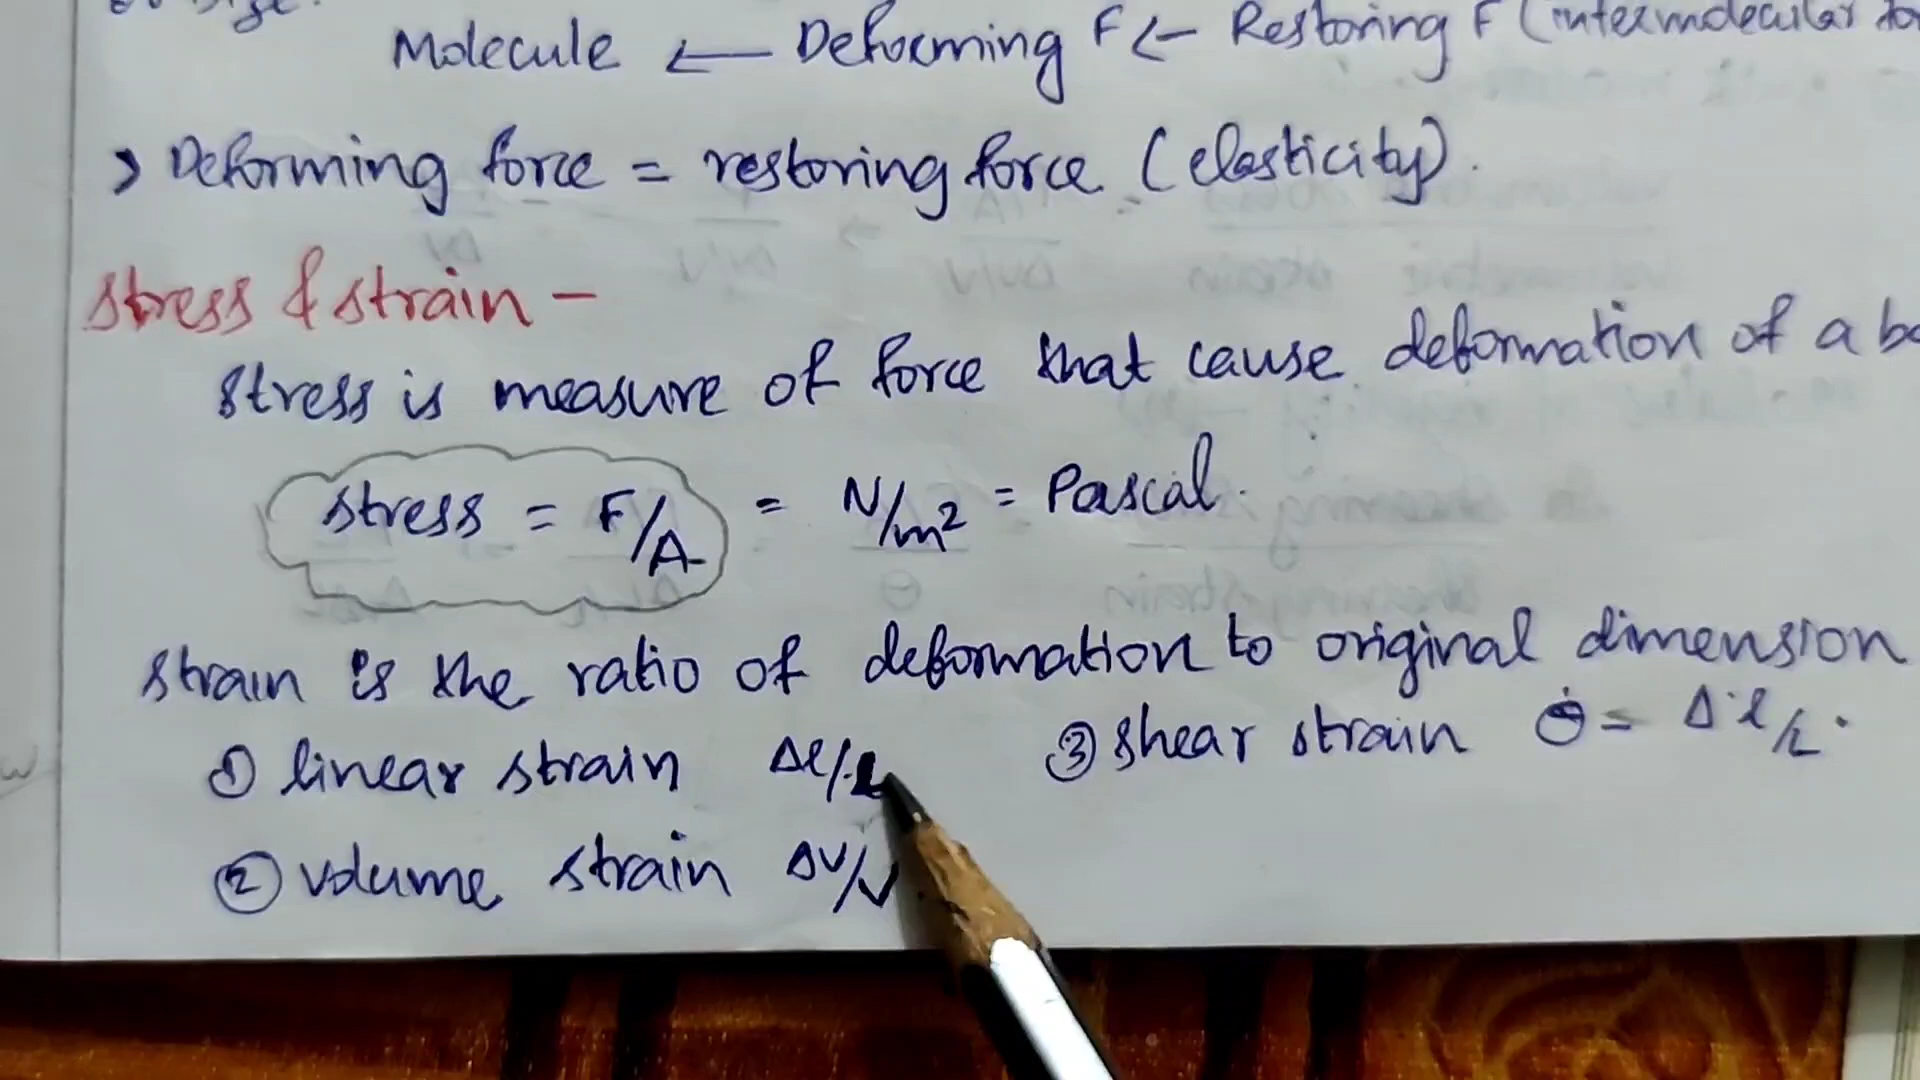 Molecule ← Deforming F ← Restoring F (intermolecular
> Deforming force = restoring force (elasticity).
Stress & strain -
Stress is measure of force that cause deformation of a
stress = F/A = N/m² = Pascal.
strain is the ratio of deformation to original dimension
① linear strain Δl/l ③ shear strain θ = Δl/L.
② volume strain ΔV/V